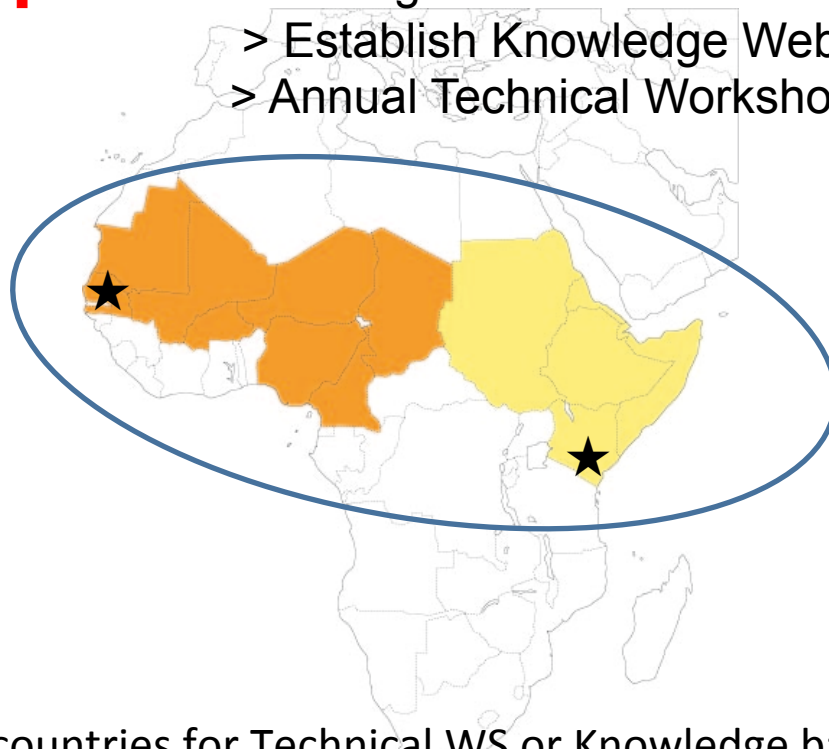 > Establish Knowledge Web
> Annual Technical Worksho
countries for Technical WS or Knowledge